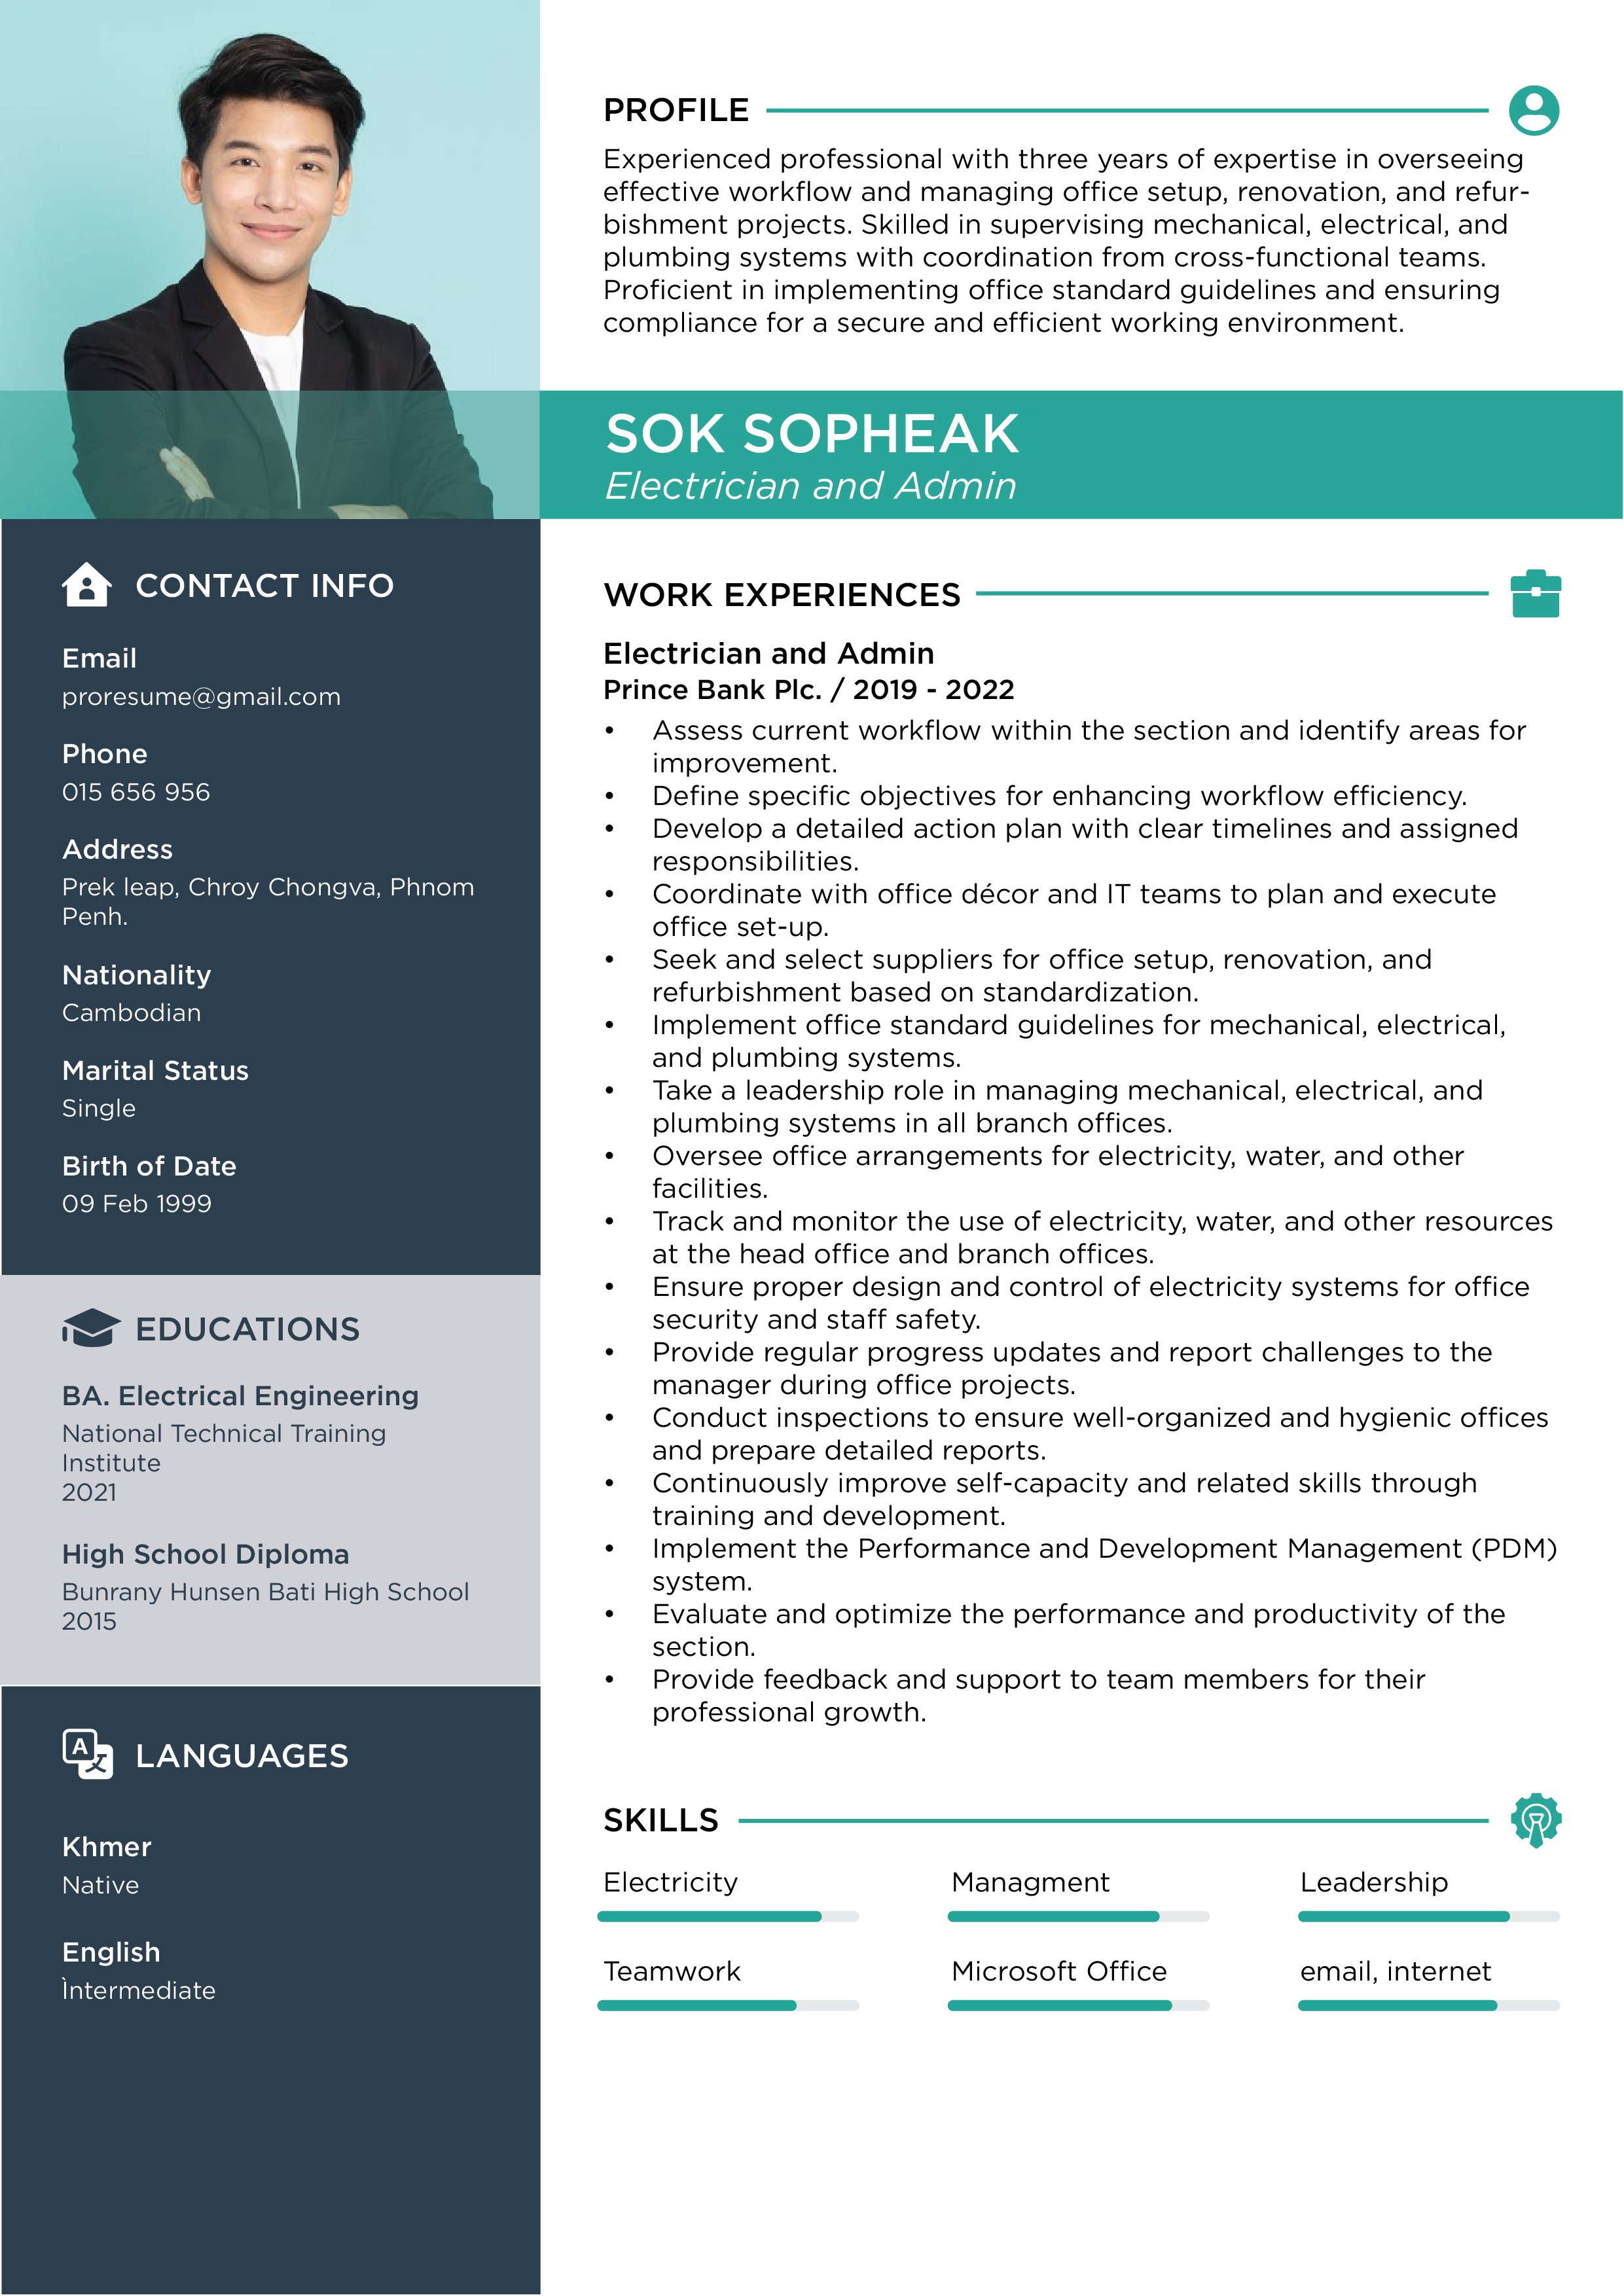 PROFILE
Experienced professional with three years of expertise in overseeing
effective workflow and managing office setup, renovation, and refur-
bishment projects. Skilled in supervising mechanical, electrical, and
plumbing systems with coordination from cross-functional teams.
Proficient in implementing office standard guidelines and ensuring
compliance for a secure and efficient working environment.
SOK SOPHEAK
Electrician and Admin
CONTACT INFO
Email
proresume@gmail.com
Phone
015 656 956
Address
Prek leap, Chroy Chongva, Phnom
Penh.
Nationality
Cambodian
Marital Status
Single
Birth of Date
09 Feb 1999
EDUCATIONS
BA. Electrical Engineering
National Technical Training
Institute
2021
High School Diploma
Bunrany Hunsen Bati High School
2015
A
LANGUAGES
Khmer
Native
English
Ìntermediate
WORK EXPERIENCES
Electrician and Admin
Prince Bank Plc. / 2019 - 2022
• Assess current workflow within the section and identify areas for
improvement.
• Define specific objectives for enhancing workflow efficiency.
• Develop a detailed action plan with clear timelines and assigned
responsibilities.
• Coordinate with office décor and IT teams to plan and execute
office set-up.
• Seek and select suppliers for office setup, renovation, and
refurbishment based on standardization.
• Implement office standard guidelines for mechanical, electrical,
and plumbing systems.
• Take a leadership role in managing mechanical, electrical, and
plumbing systems in all branch offices.
• Oversee office arrangements for electricity, water, and other
facilities.
• Track and monitor the use of electricity, water, and other resources
at the head office and branch offices.
• Ensure proper design and control of electricity systems for office
security and staff safety.
• Provide regular progress updates and report challenges to the
manager during office projects.
• Conduct inspections to ensure well-organized and hygienic offices
and prepare detailed reports.
• Continuously improve self-capacity and related skills through
training and development.
• Implement the Performance and Development Management (PDM)
system.
• Evaluate and optimize the performance and productivity of the
section.
• Provide feedback and support to team members for their
professional growth.
SKILLS
Electricity
Managment
Leadership
Teamwork
Microsoft Office
email, internet